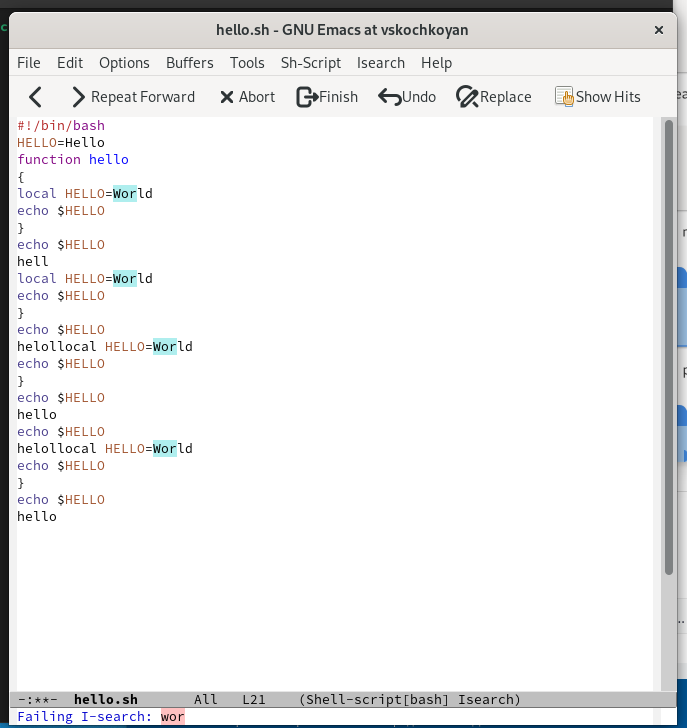 hello.sh - GNU Emacs at vskochkoyan
File Edit Options Buffers Tools Sh-Script Isearch Help
Repeat Forward Abort Finish Undo Replace Show Hits
#!/bin/bash
HELLO=Hello
function hello
{
local HELLO=World
echo $HELLO
}
echo $HELLO
hell
local HELLO=World
echo $HELLO
}
echo $HELLO
helollocal HELLO=World
echo $HELLO
}
echo $HELLO
hello
echo $HELLO
helollocal HELLO=World
echo $HELLO
}
echo $HELLO
hello
-:**- hello.sh All L21 (Shell-script[bash] Isearch)
Failing I-search: wor